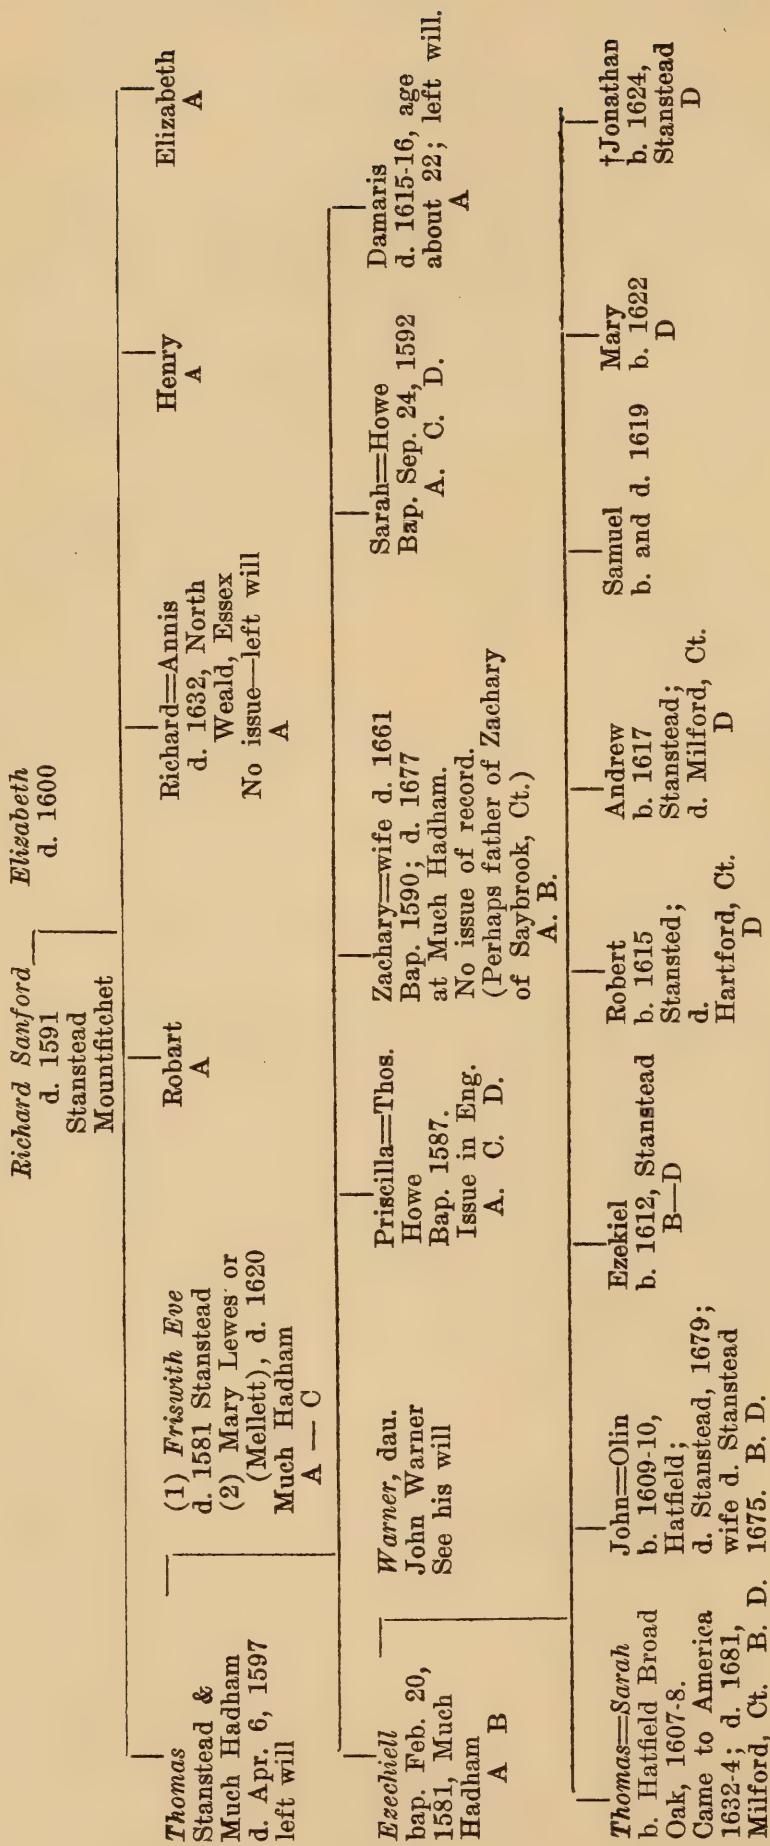 Richard Sanford
d. 1591
Stanstead
Mountfitchet
Elizabeth
d. 1600
Thomas
Stanstead &
Much Hadham
d. Apr. 6, 1597
left will
(1) Friswith Eve
d. 1581 Stanstead
(2) Mary Lewes or
(Mellett), d. 1620
Much Hadham
A — C
Robart
A
Richard=Annis
d. 1632, North
Weald, Essex
No issue—left will
A
Henry
A
Elizabeth
A
Ezechiell
bap. Feb. 20,
1581, Much
Hadham
A B
Warner, dau.
John Warner
See his will
Priscilla=Thos.
Howe
Bap. 1587.
Issue in Eng.
A. C. D.
Zachary=wife d. 1661
Bap. 1590; d. 1677
at Much Hadham.
No issue of record.
(Perhaps father of Zachary
of Saybrook, Ct.)
A. B.
Sarah=Howe
Bap. Sep. 24, 1592
A. C. D.
Damaris
d. 1615-16, age
about 22; left will.
A
Thomas=Sarah
b. Hatfield Broad
Oak, 1607-8.
Came to America
1632-4; d. 1681,
Milford, Ct. B. D.
John=Olin
b. 1609-10,
Hatfield;
d. Stanstead, 1679;
wife d. Stanstead
1675. B. D.
Ezekiel
b. 1612, Stanstead
B—D
Robert
b. 1615
Stansted;
d.
Hartford, Ct.
D
Andrew
b. 1617
Stanstead;
d. Milford, Ct.
D
Samuel
b. and d. 1619
Mary
b. 1622
D
†Jonathan
b. 1624,
Stanstead
D